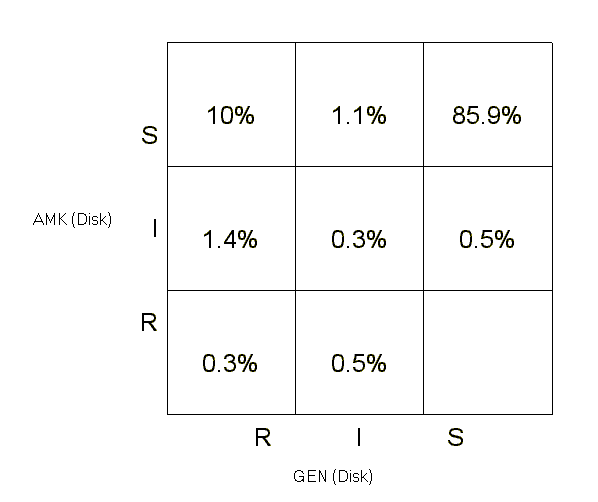 10% 1.1% 85.9%
S
AMK (Disk)
I
1.4% 0.3% 0.5%
R
0.3% 0.5%
R I S
GEN (Disk)